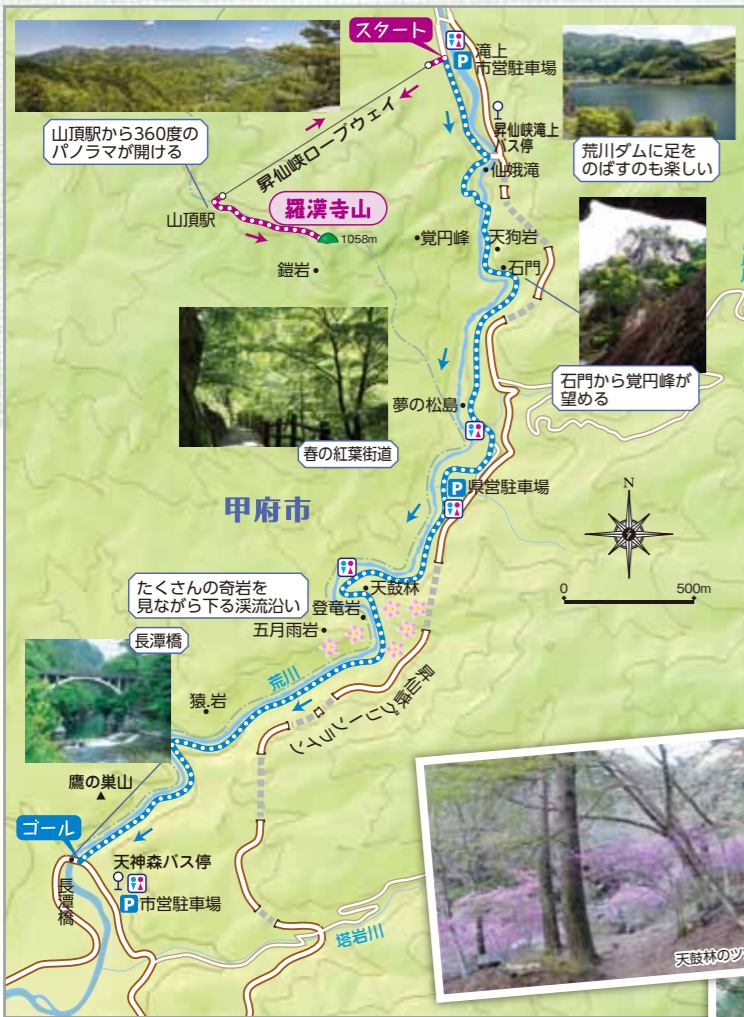 スタート
滝上
市営駐車場
P
昇仙峡ロープウェイ
昇仙峡滝上
バス停
山頂駅から360度の
パノラマが開ける
荒川ダムに足を
のばすのも楽しい
仙娥滝
山頂駅
羅漢寺山
1058m
覚円峰
天狗岩
石門
鎧岩
石門から覚円峰が
望める
夢の松島
春の紅葉街道
P
県営駐車場
甲府市
N
0
500m
たくさんの奇岩を
見ながら下る渓流沿い
天鼓林
登竜岩
五月雨岩
長潭橋
荒川
昇仙峡グリーンライン
猿岩
鷹の巣山
ゴール
天神森バス停
長潭橋
P
市営駐車場
塔岩川
天鼓林のツ